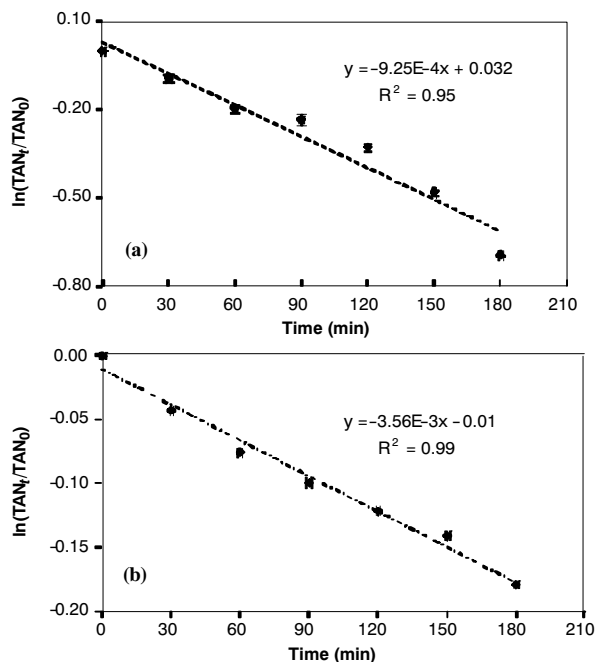 0.10
y = −9.25E−4x + 0.032
R² = 0.95
-0.20
ln(TANt/TAN0)
-0.50
(a)
-0.80
0 30 60 90 120 150 180 210
Time (min)
0.00
y = −3.56E−3x −0.01
R² = 0.99
-0.05
ln(TANt/TAN0)
-0.10
-0.15
(b)
-0.20
0 30 60 90 120 150 180 210
Time (min)